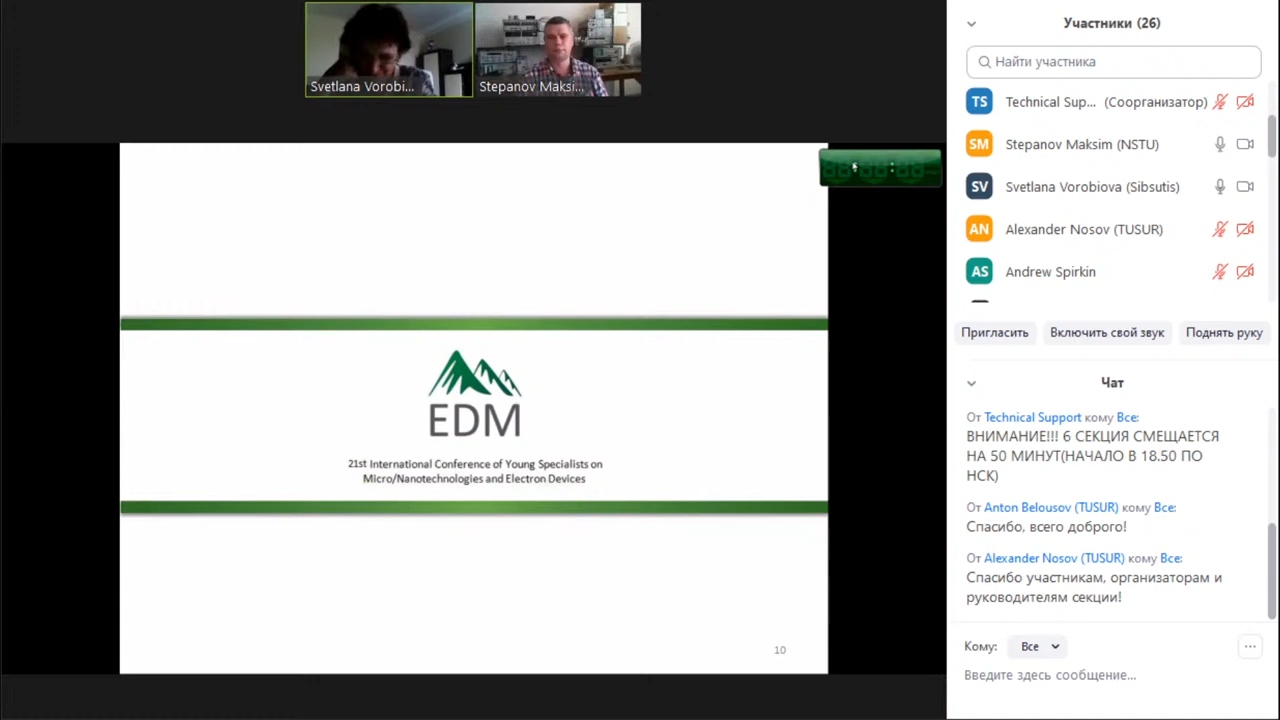 Svetlana Vorobi...
Stepanov Maksi...
EDM
21st International Conference of Young Specialists on
Micro/Nanotechnologies and Electron Devices
10
Участники (26)
Найти участника
TS Technical Sup... (Соорганизатор)
SM Stepanov Maksim (NSTU)
SV Svetlana Vorobiova (Sibsutis)
AN Alexander Nosov (TUSUR)
AS Andrew Spirkin
Пригласить Включить свой звук Поднять руку
Чат
От Technical Support кому Все:
ВНИМАНИЕ!!! 6 СЕКЦИЯ СМЕЩАЕТСЯ
НА 50 МИНУТ(НАЧАЛО В 18.50 ПО
НСК)
От Anton Belousov (TUSUR) кому Все:
Спасибо, всего доброго!
От Alexander Nosov (TUSUR) кому Все:
Спасибо участникам, организаторам и
руководителям секции!
Кому: Все
Введите здесь сообщение...